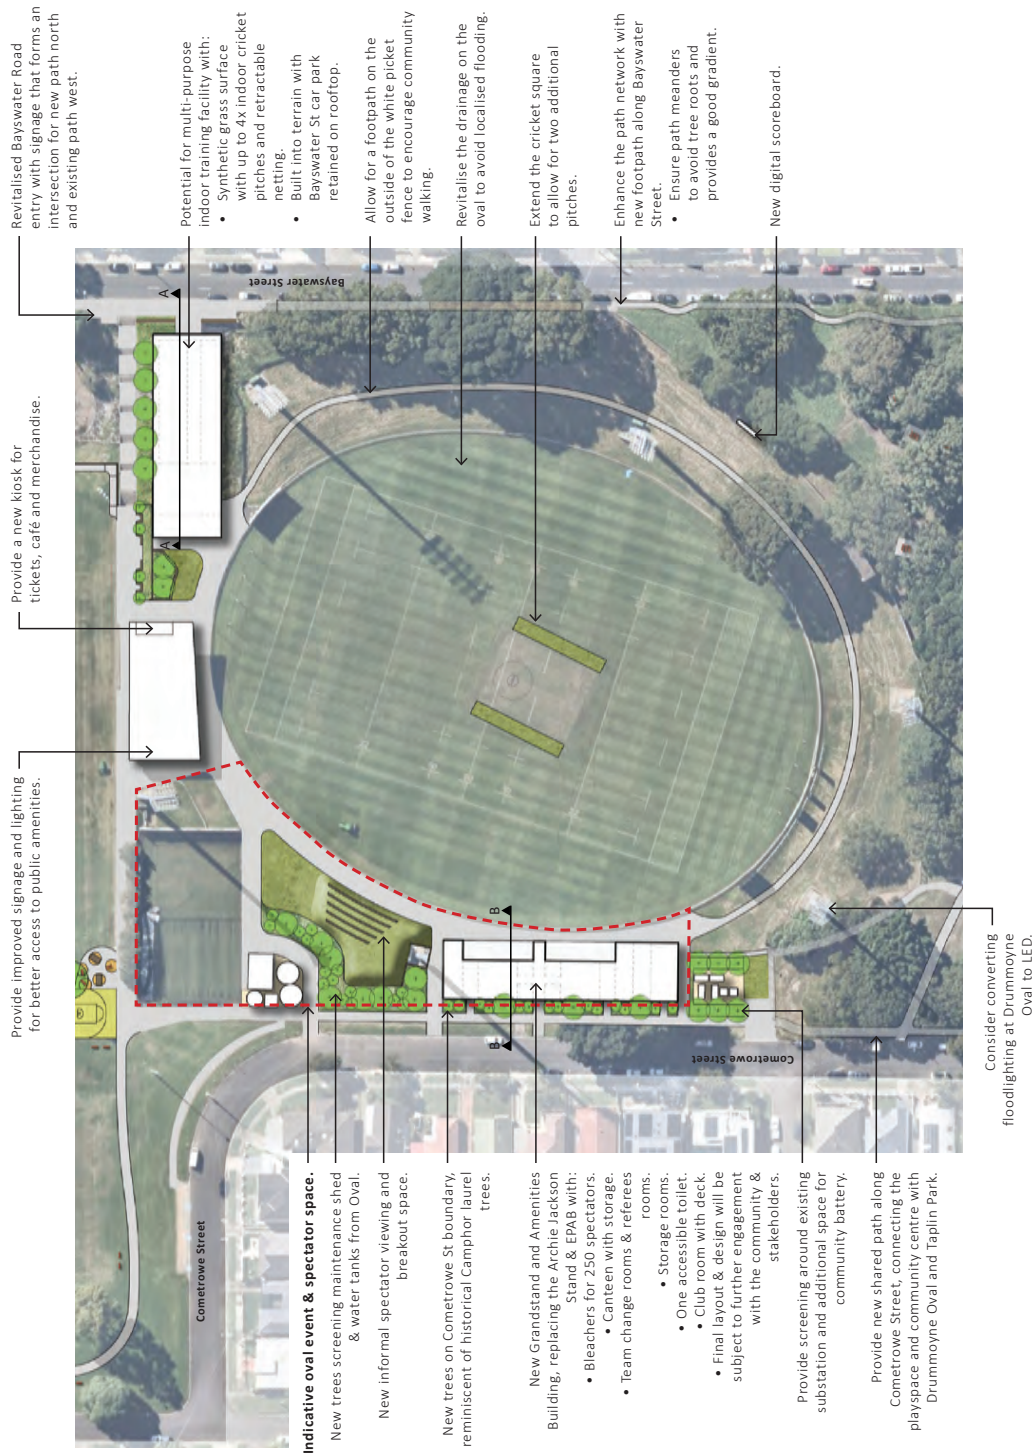 Revitalised Bayswater Road
entry with signage that forms an
intersection for new path north
and existing path west.
Potential for multi-purpose
indoor training facility with:
• Synthetic grass surface
with up to 4x indoor cricket
pitches and retractable
netting.
• Built into terrain with
Bayswater St car park
retained on rooftop.
Allow for a footpath on the
outside of the white picket
fence to encourage community
walking.
Revitalise the drainage on the
oval to avoid localised flooding.
Extend the cricket square
to allow for two additional
pitches.
Enhance the path network with
new footpath along Bayswater
Street.
• Ensure path meanders
to avoid tree roots and
provides a good gradient.
New digital scoreboard.
Provide a new kiosk for
tickets, café and merchandise.
Provide improved signage and lighting
for better access to public amenities.
Bayswater Street
A
A
B
B
Cometrowe Street
Cometrowe Street
Indicative oval event & spectator space.
New trees screening maintenance shed
& water tanks from Oval.
New informal spectator viewing and
breakout space.
New trees on Cometrowe St boundary,
reminiscent of historical Camphor laurel
trees.
New Grandstand and Amenities
Building, replacing the Archie Jackson
Stand & EPAB with:
• Bleachers for 250 spectators.
• Canteen with storage.
• Team change rooms & referees
rooms.
• Storage rooms.
• One accessible toilet.
• Club room with deck.
• Final layout & design will be
subject to further engagement
with the community &
stakeholders.
Provide screening around existing
substation and additional space for
community battery.
Provide new shared path along
Cometrowe Street, connecting the
playspace and community centre with
Drummoyne Oval and Taplin Park.
Consider converting
floodlighting at Drummoyne
Oval to LED.